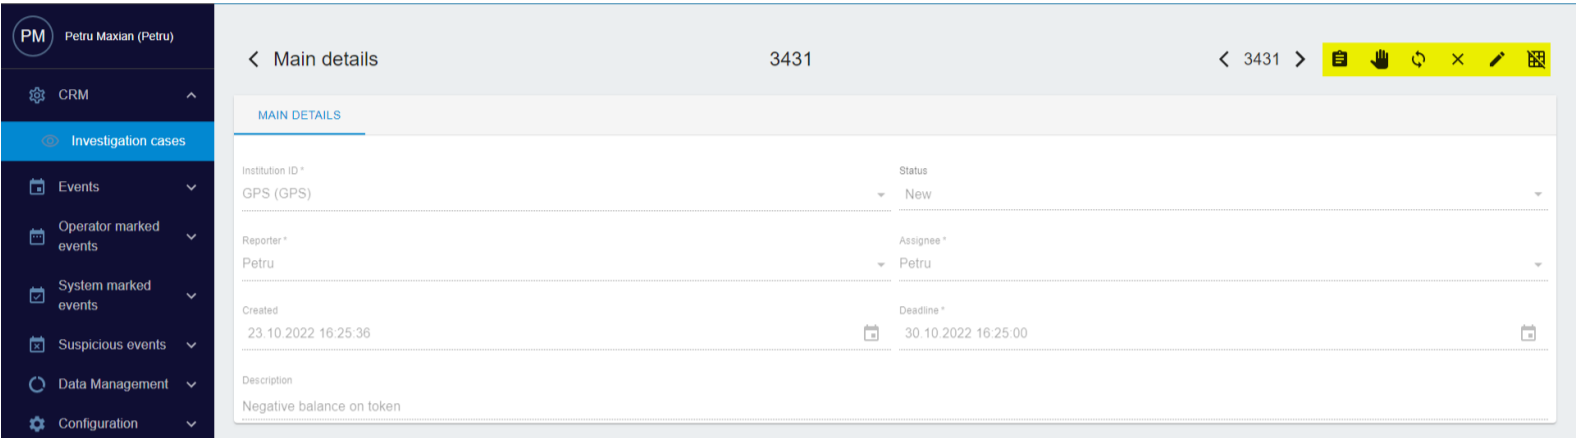 PM
Petru Maxian (Petru)
CRM
Investigation cases
Events
Operator marked
events
System marked
events
Suspicious events
Data Management
Configuration
Main details
3431
3431
MAIN DETAILS
Institution ID *
GPS (GPS)
Status
New
Reporter *
Petru
Assignee *
Petru
Created
23.10.2022 16:25:36
Deadline *
30.10.2022 16:25:00
Description
Negative balance on token